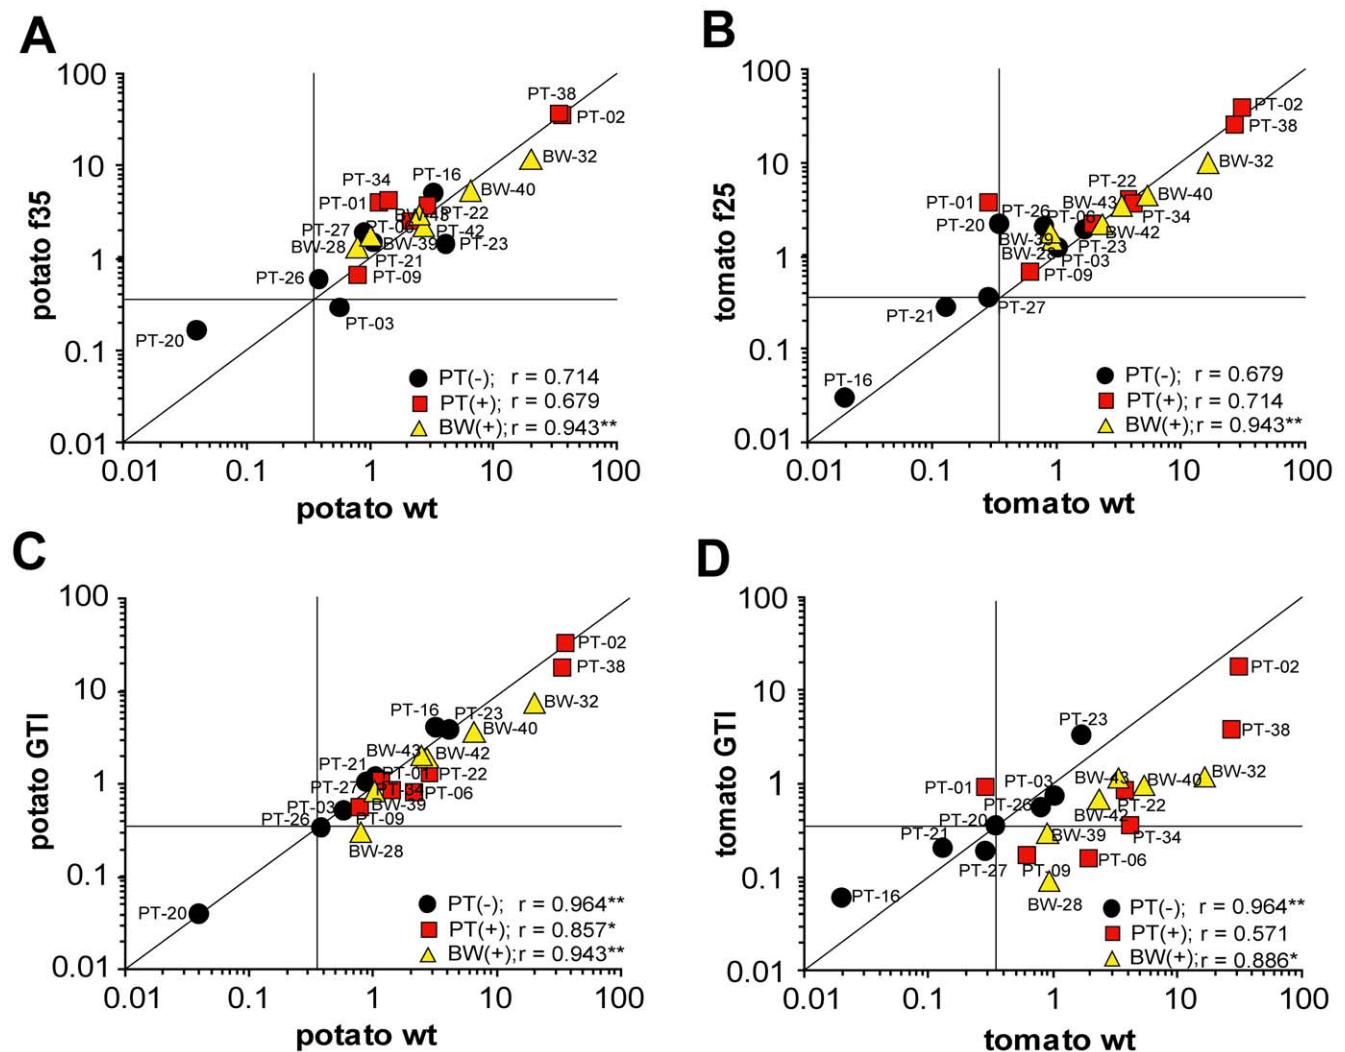 A
100
10
1
0.1
0.01
potato f35
PT-38
PT-02
BW-32
PT-16
BW-40
PT-34
PT-01
PT-22
BW-43
PT-27
PT-06
PT-42
BW-28
BW-39
PT-23
PT-21
PT-26
PT-09
PT-03
PT-20
PT(-); r = 0.714
PT(+); r = 0.679
BW(+);r = 0.943**
0.01 0.1 1 10 100
potato wt
B
100
10
1
0.1
0.01
tomato f25
PT-02
PT-38
BW-32
PT-22
BW-40
PT-01
BW-43
PT-26
PT-06
PT-34
PT-20
BW-42
BW-39
PT-23
BW-28
PT-03
PT-09
PT-27
PT-21
PT-16
PT(-); r = 0.679
PT(+); r = 0.714
BW(+);r = 0.943**
0.01 0.1 1 10 100
tomato wt
C
100
10
1
0.1
0.01
potato GTI
PT-02
PT-38
BW-32
PT-16
PT-23
BW-40
BW-43
BW-42
PT-21
PT-22
PT-27
PT-34
PT-06
PT-03
BW-39
PT-26
PT-09
BW-28
PT-20
PT(-); r = 0.964**
PT(+); r = 0.857*
BW(+);r = 0.943**
0.01 0.1 1 10 100
potato wt
D
100
10
1
0.1
0.01
tomato GTI
PT-02
PT-23
PT-38
BW-32
PT-01
PT-03
BW-43
BW-40
PT-26
PT-22
PT-20
BW-42
PT-21
BW-39
PT-34
PT-27
PT-09
PT-06
PT-16
BW-28
PT(-); r = 0.964**
PT(+); r = 0.571
BW(+);r = 0.886*
0.01 0.1 1 10 100
tomato wt